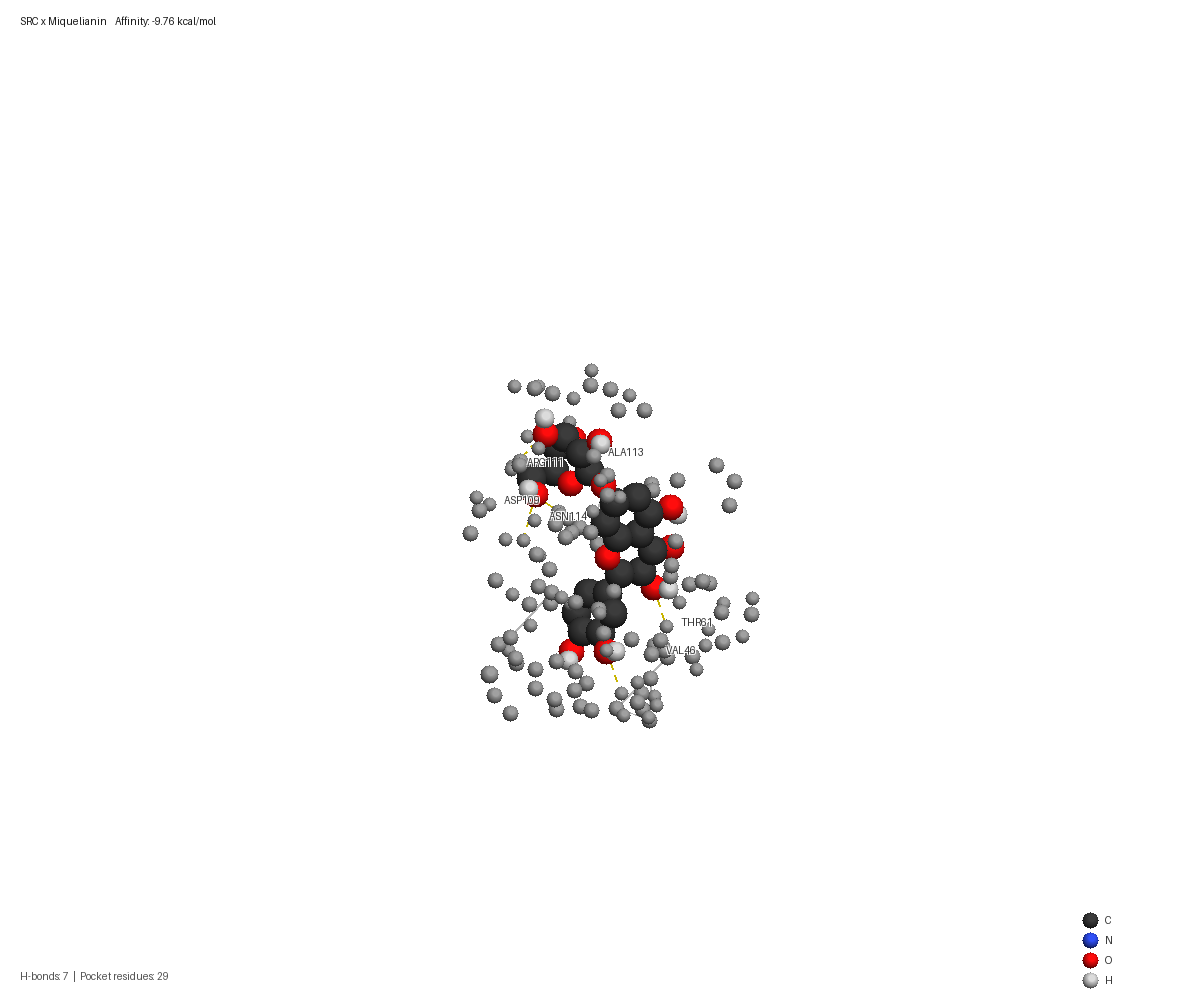 SRC x Miquelianin   Affinity: -9.76 kcal/mol
ALA113
ARG111
ASP109
ASN114
THR61
VAL46
C
N
O
H
H-bonds: 7 | Pocket residues: 29